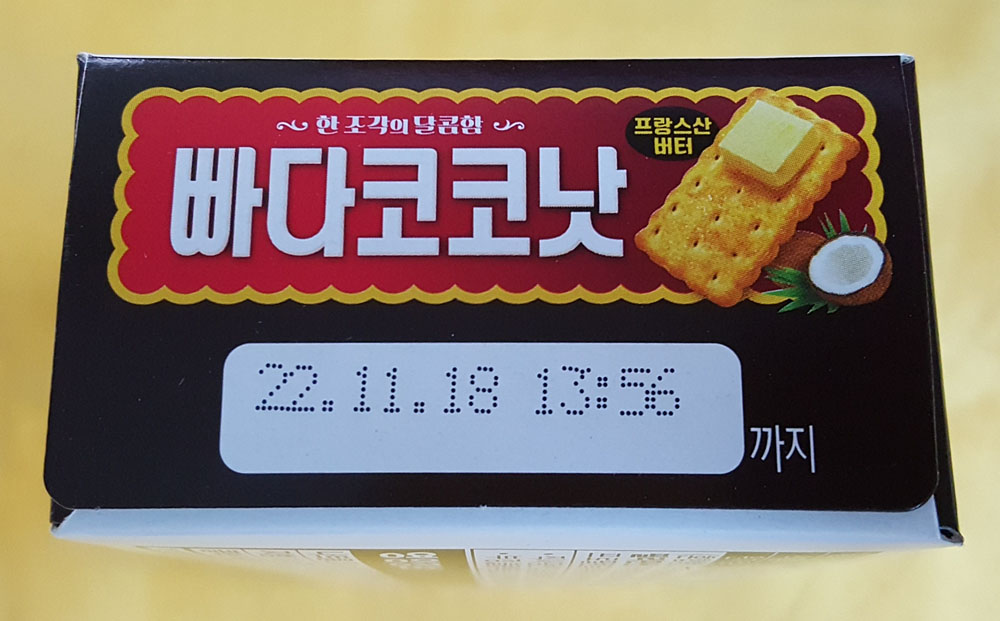 한 조각의 달콤함
프랑스산
버터
빠다코코낫
22.11.18 13:56
까지